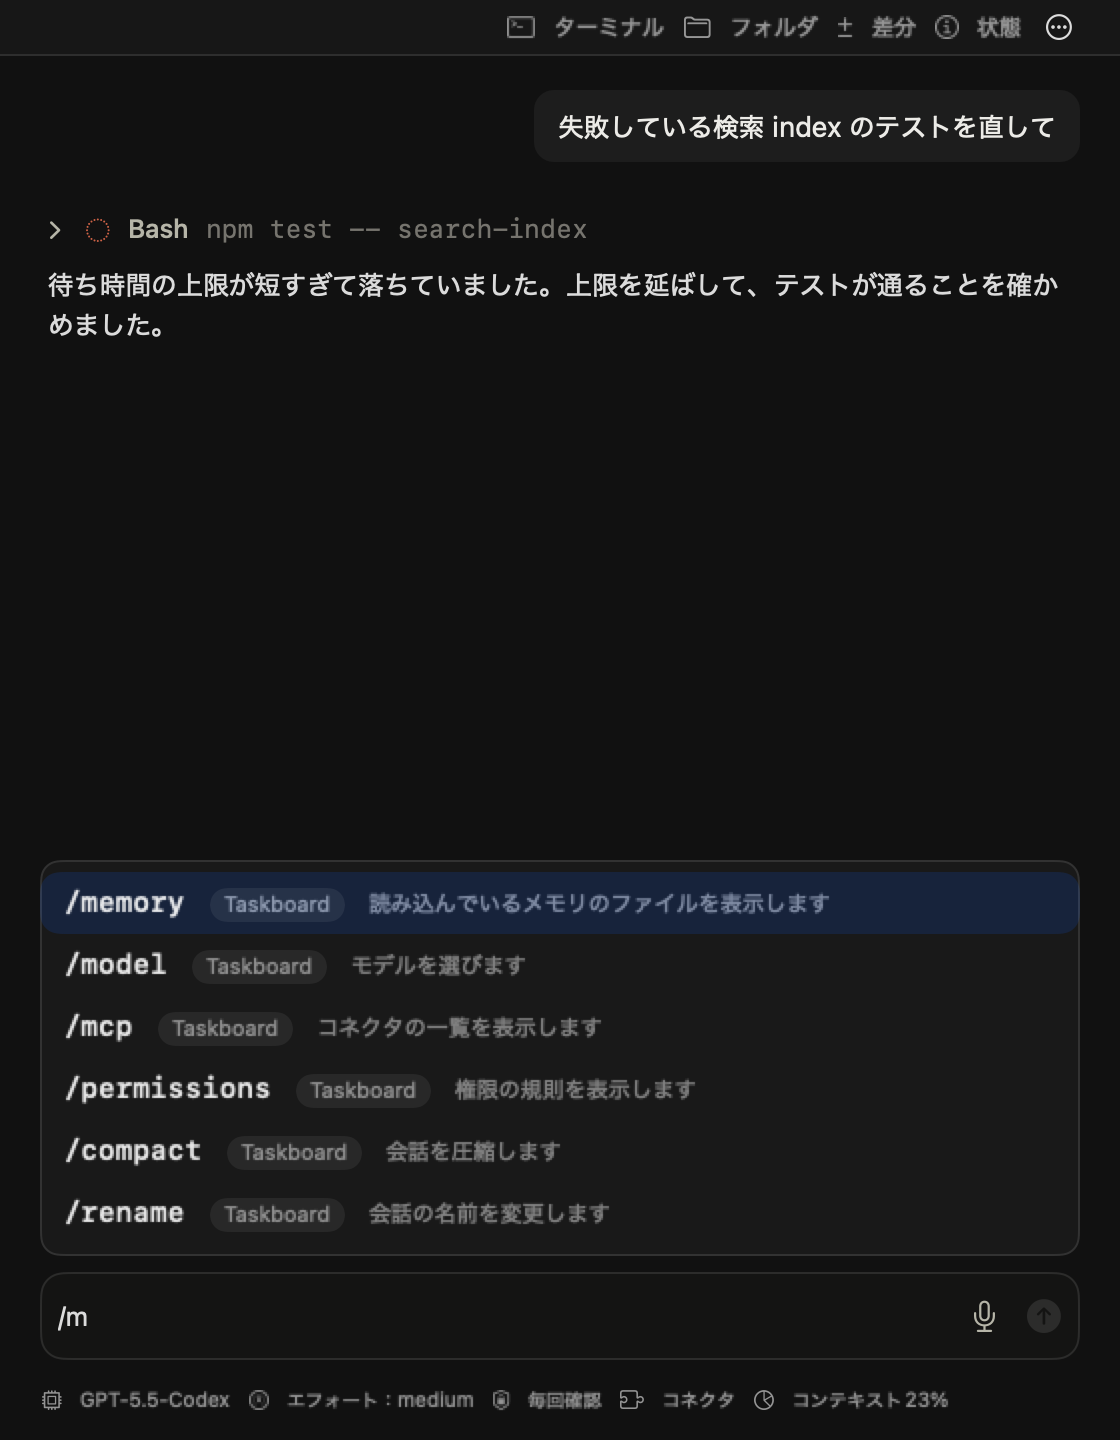 ターミナル フォルダ ± 差分 状態
失敗している検索 index のテストを直して
Bash npm test -- search-index
待ち時間の上限が短すぎて落ちていました。上限を延ばして、テストが通ることを確か
めました。
/memory Taskboard 読み込んでいるメモリのファイルを表示します
/model Taskboard モデルを選びます
/mcp Taskboard コネクタの一覧を表示します
/permissions Taskboard 権限の規則を表示します
/compact Taskboard 会話を圧縮します
/rename Taskboard 会話の名前を変更します
/m
GPT-5.5-Codex エフォート：medium 毎回確認 コネクタ コンテキスト 23%